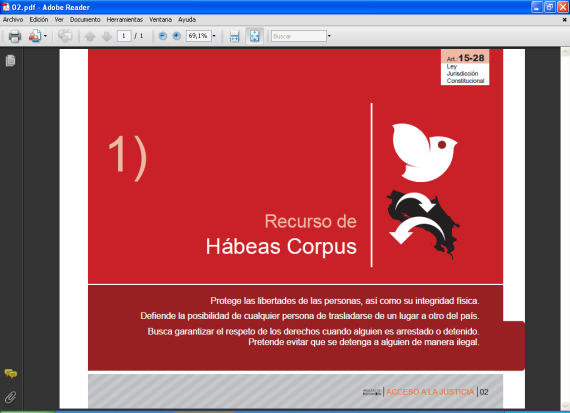 02.pdf - Adobe Reader
Archivo Edición Ver Documento Herramientas Ventana Ayuda
1 / 1 69,1% Buscar
Art. 15-28
Ley
Jurisdicción
Constitucional
1)
Recurso de
Hábeas Corpus
Protege las libertades de las personas, así como su integridad física.
Defiende la posibilidad de cualquier persona de trasladarse de un lugar a otro del país.
Busca garantizar el respeto de los derechos cuando alguien es arrestado o detenido.
Pretende evitar que se detenga a alguien de manera ilegal.
ACCESO A LA JUSTICIA 02